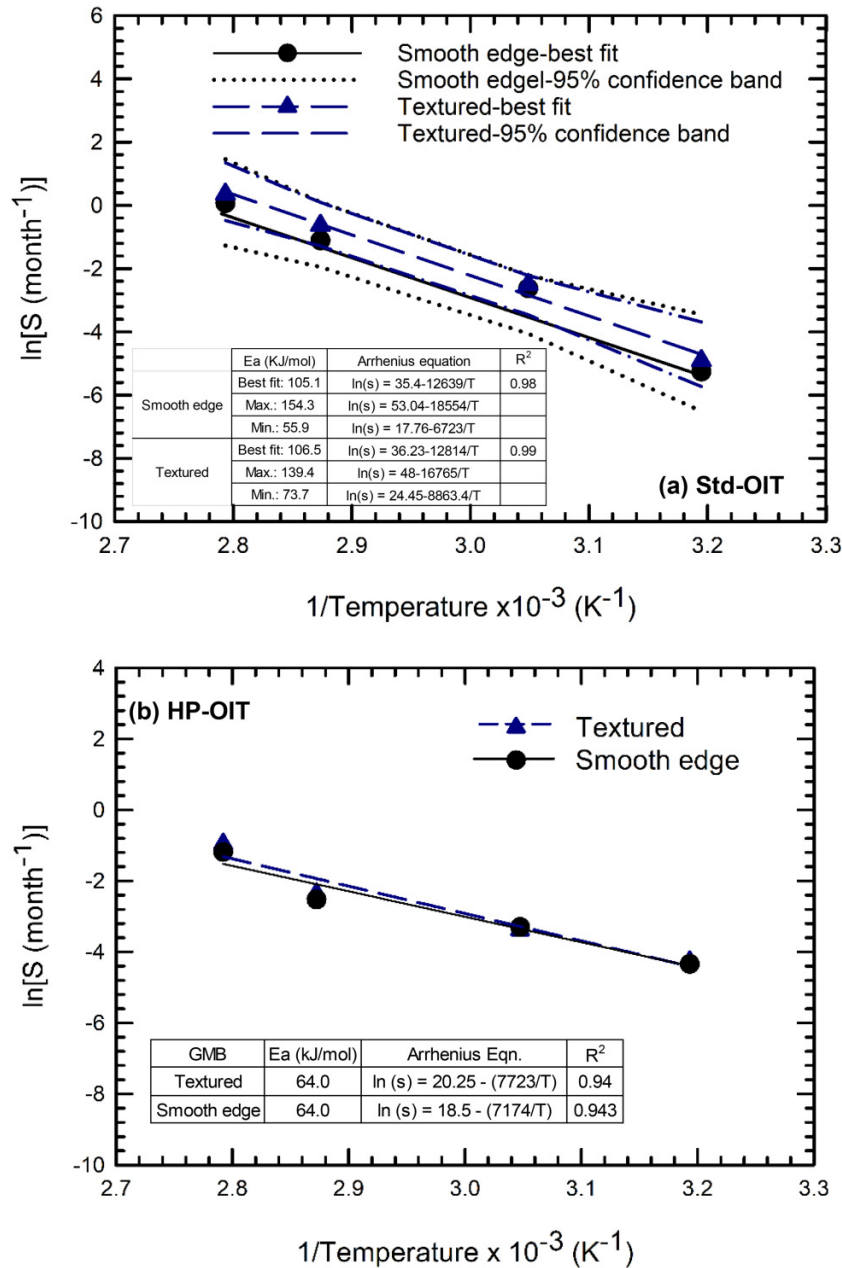 6
4
2
0
-2
-4
-6
-8
-10
ln[S (month⁻¹)]
Smooth edge-best fit
Smooth edgel-95% confidence band
Textured-best fit
Textured-95% confidence band
Ea (KJ/mol) Arrhenius equation R²
Smooth edge Best fit: 105.1 ln(s) = 35.4-12639/T 0.98
Max.: 154.3 ln(s) = 53.04-18554/T
Min.: 55.9 ln(s) = 17.76-6723/T
Textured Best fit: 106.5 ln(s) = 36.23-12814/T 0.99
Max.: 139.4 ln(s) = 48-16765/T
Min.: 73.7 ln(s) = 24.45-8863.4/T
(a) Std-OIT
2.7 2.8 2.9 3.0 3.1 3.2 3.3
1/Temperature x10⁻³ (K⁻¹)
4
2
0
-2
-4
-6
-8
-10
ln[S (month⁻¹)]
(b) HP-OIT
Textured
Smooth edge
GMB Ea (kJ/mol) Arrhenius Eqn. R²
Textured 64.0 ln (s) = 20.25 - (7723/T) 0.94
Smooth edge 64.0 ln (s) = 18.5 - (7174/T) 0.943
2.7 2.8 2.9 3.0 3.1 3.2 3.3
1/Temperature x 10⁻³ (K⁻¹)